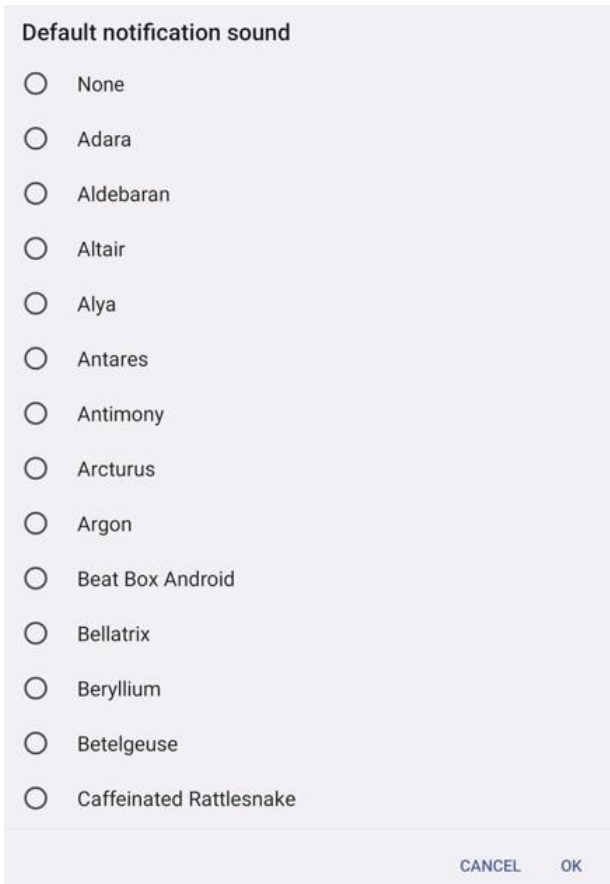 Default notification sound
None
Adara
Aldebaran
Altair
Alya
Antares
Antimony
Arcturus
Argon
Beat Box Android
Bellatrix
Beryllium
Betelgeuse
Caffeinated Rattlesnake
CANCEL OK